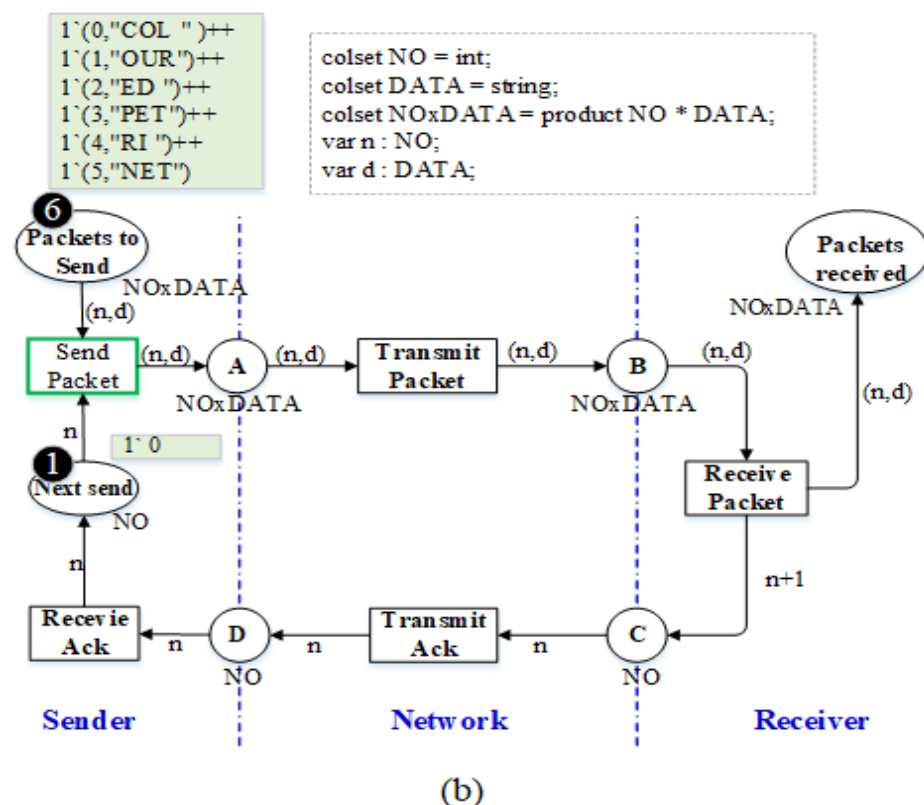 1`(0,"COL " )++
1`(1,"OUR")++
1`(2,"ED ")++
1`(3,"PET")++
1`(4,"RI ")++
1`(5,"NET")
colset NO = int;
colset DATA = string;
colset NOxDATA = product NO * DATA;
var n : NO;
var d : DATA;
6
Packets to
Send
NOxDATA
(n,d)
Packets
received
NOxDATA
(n,d)
Send
Packet
(n,d)
A
NOxDATA
(n,d)
Transmit
Packet
(n,d)
B
NOxDATA
(n,d)
n
1` 0
1
Next send
NO
Receive
Packet
n+1
n
Recevie
Ack
n
D
NO
n
Transmit
Ack
n
C
NO
Sender
Network
Receiver
(b)